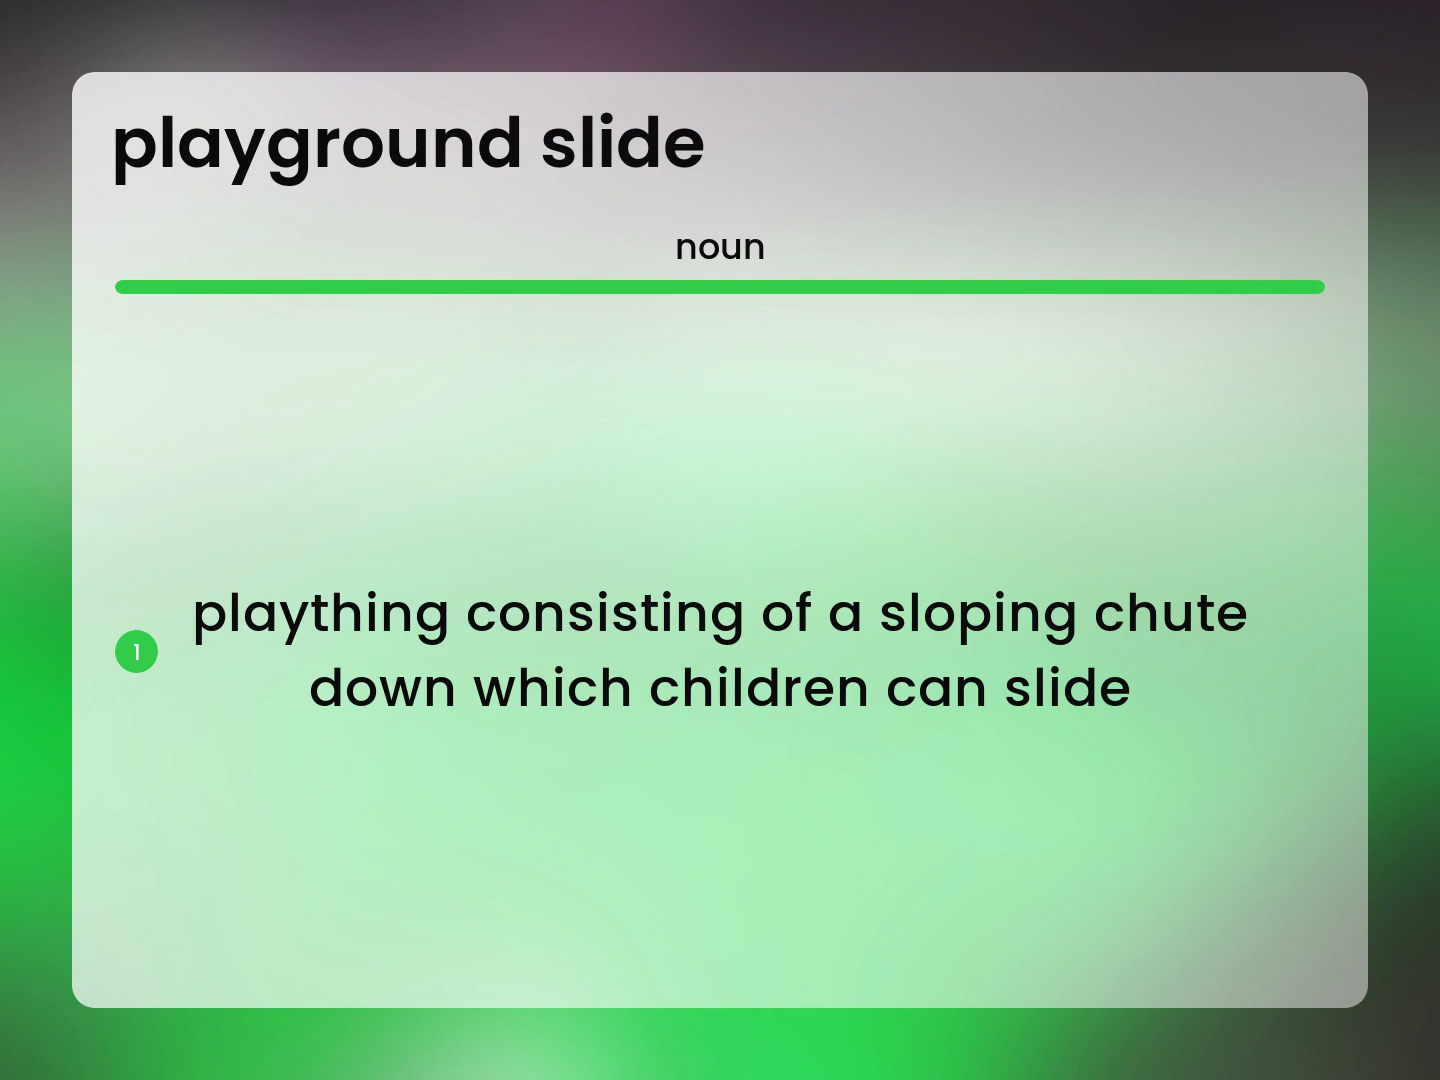 playground slide
noun
1
plaything consisting of a sloping chute
down which children can slide